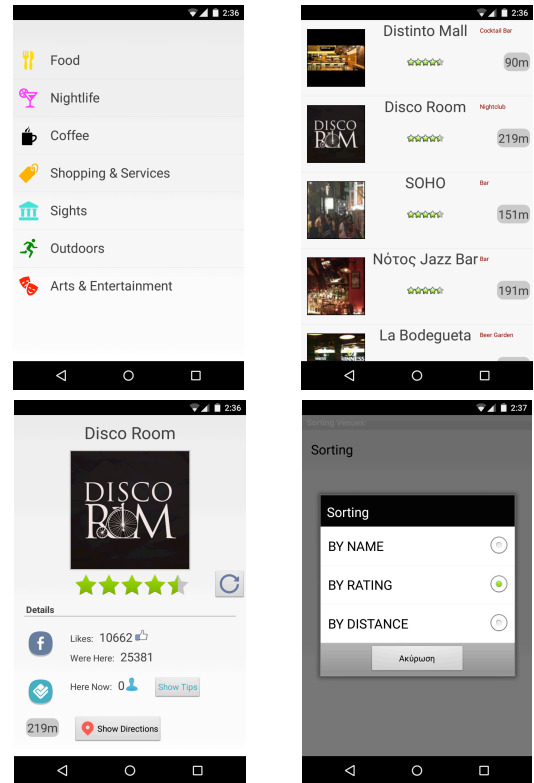 2:36
Food
Nightlife
Coffee
Shopping & Services
Sights
Outdoors
Arts & Entertainment
2:36
Distinto Mall Cocktail Bar
90m
Disco Room Nightclub
DISCO
ROM
219m
SOHO Bar
151m
Νότος Jazz Bar Bar
191m
La Bodegueta Beer Garden
2:36
Disco Room
DISCO
ROM
Details
Likes: 10662
Were Here: 25381
Here Now: 0 Show Tips
219m Show Directions
2:37
Sorting Venues
Sorting
Sorting
BY NAME
BY RATING
BY DISTANCE
Ακύρωση